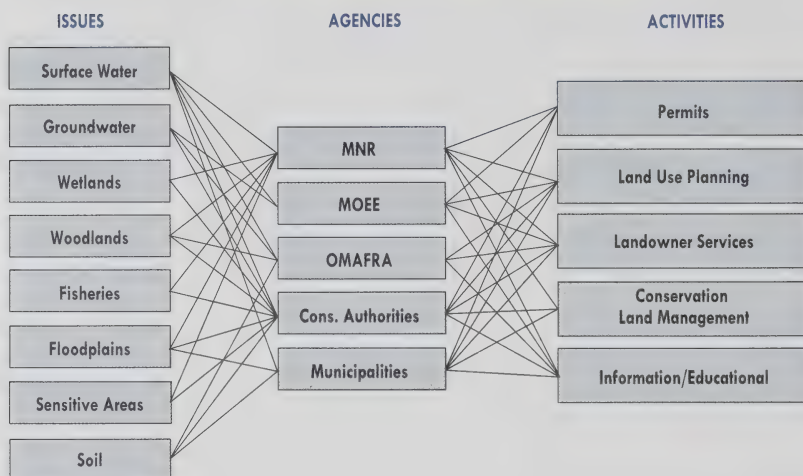 ISSUES
AGENCIES
ACTIVITIES
Surface Water
Groundwater
Wetlands
Woodlands
Fisheries
Floodplains
Sensitive Areas
Soil
MNR
MOEE
OMAFRA
Cons. Authorities
Municipalities
Permits
Land Use Planning
Landowner Services
Conservation
Land Management
Information/Educational